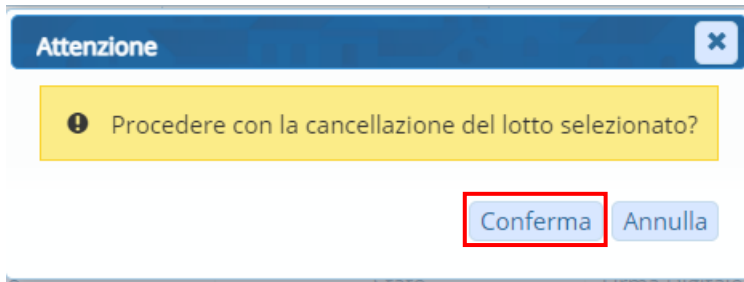 Attenzione
Procedere con la cancellazione del lotto selezionato?
Conferma Annulla